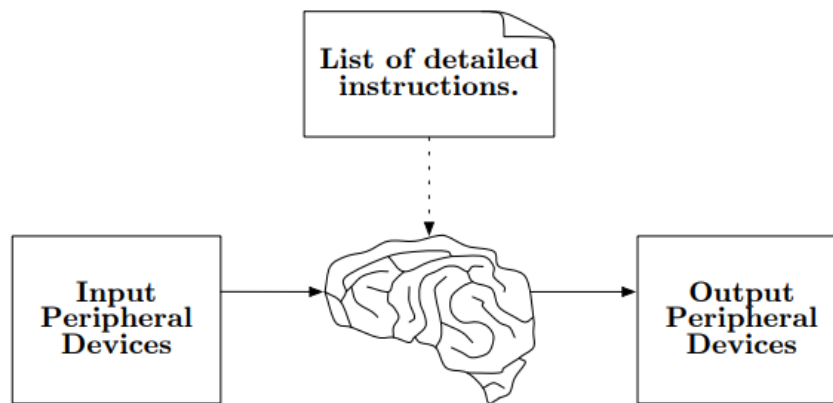 List of detailed
instructions.
Input
Peripheral
Devices
Output
Peripheral
Devices